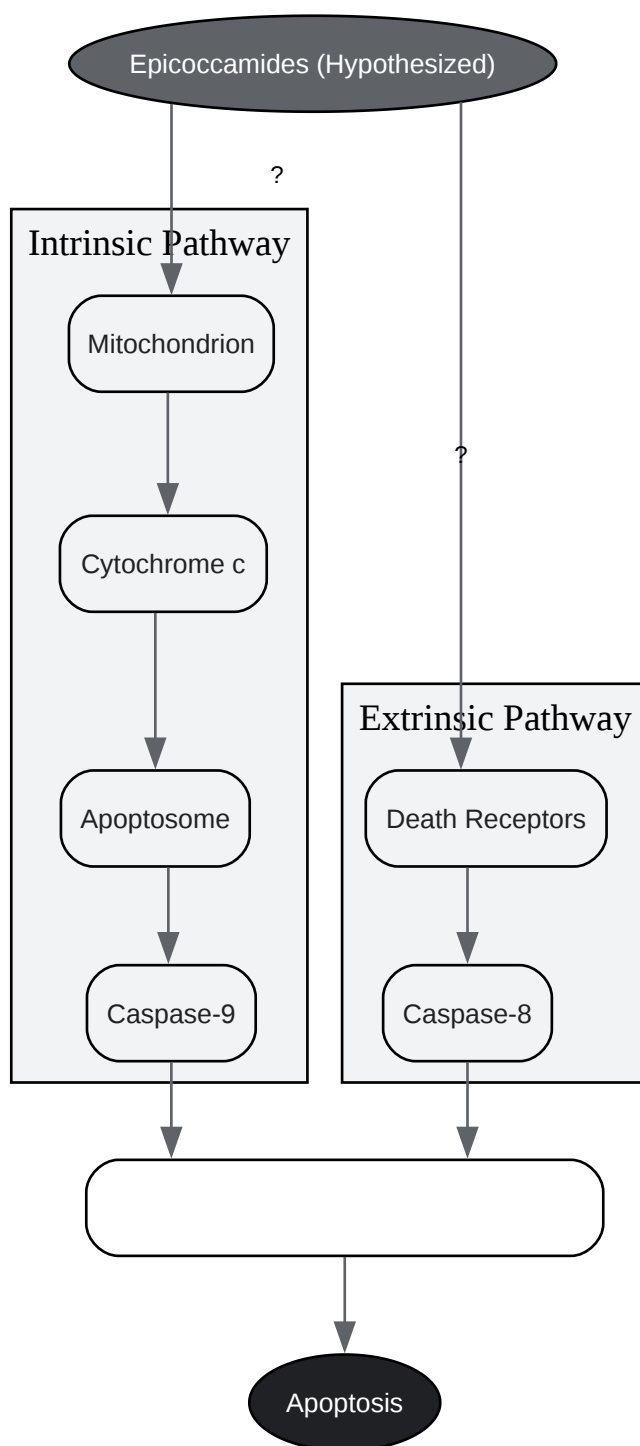 Epicoccamides (Hypothesized)
?
Intrinsic Pathway
Mitochondrion
?
Cytochrome c
Extrinsic Pathway
Apoptosome
Death Receptors
Caspase-9
Caspase-8
Apoptosis